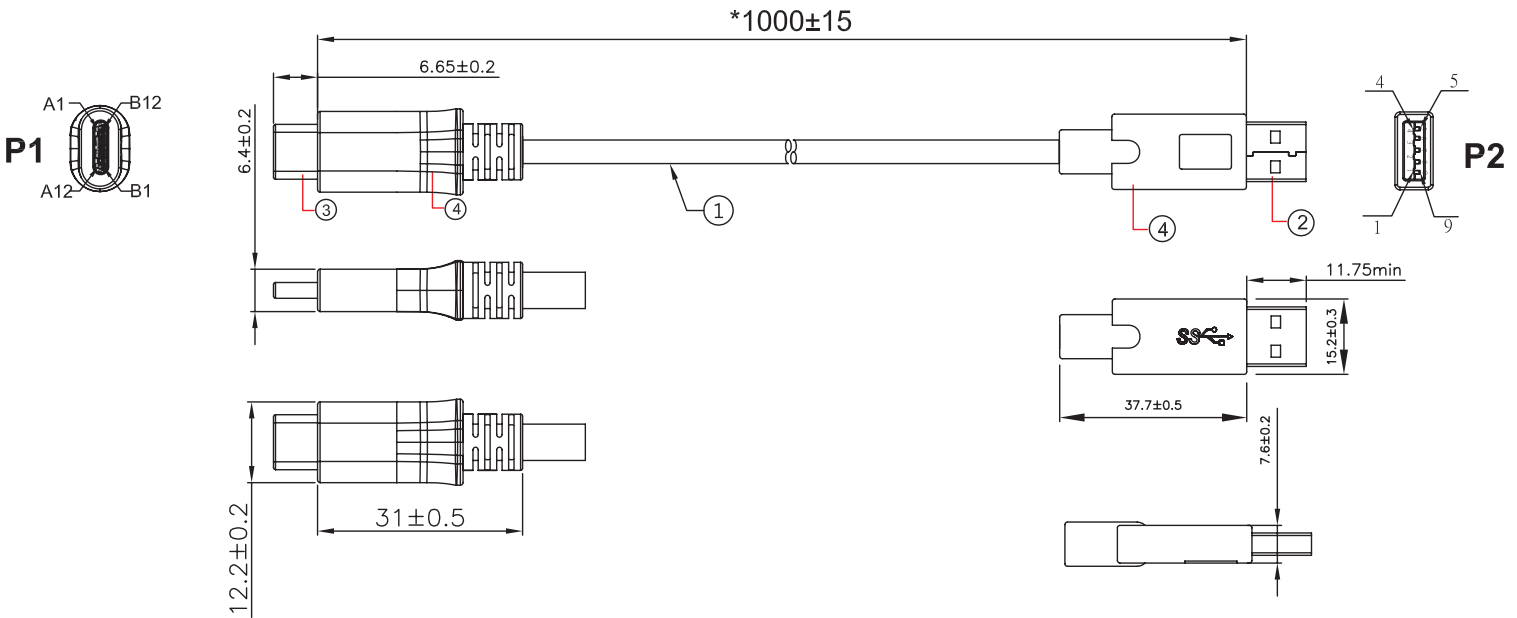 *1000±15
6.65±0.2
A1
B12
P1
A12
B1
6.4±0.2
③
④
①
④
②
4
5
P2
1
9
11.75min
SS
15.2±0.3
37.7±0.5
7.6±0.2
31±0.5
12.2±0.2